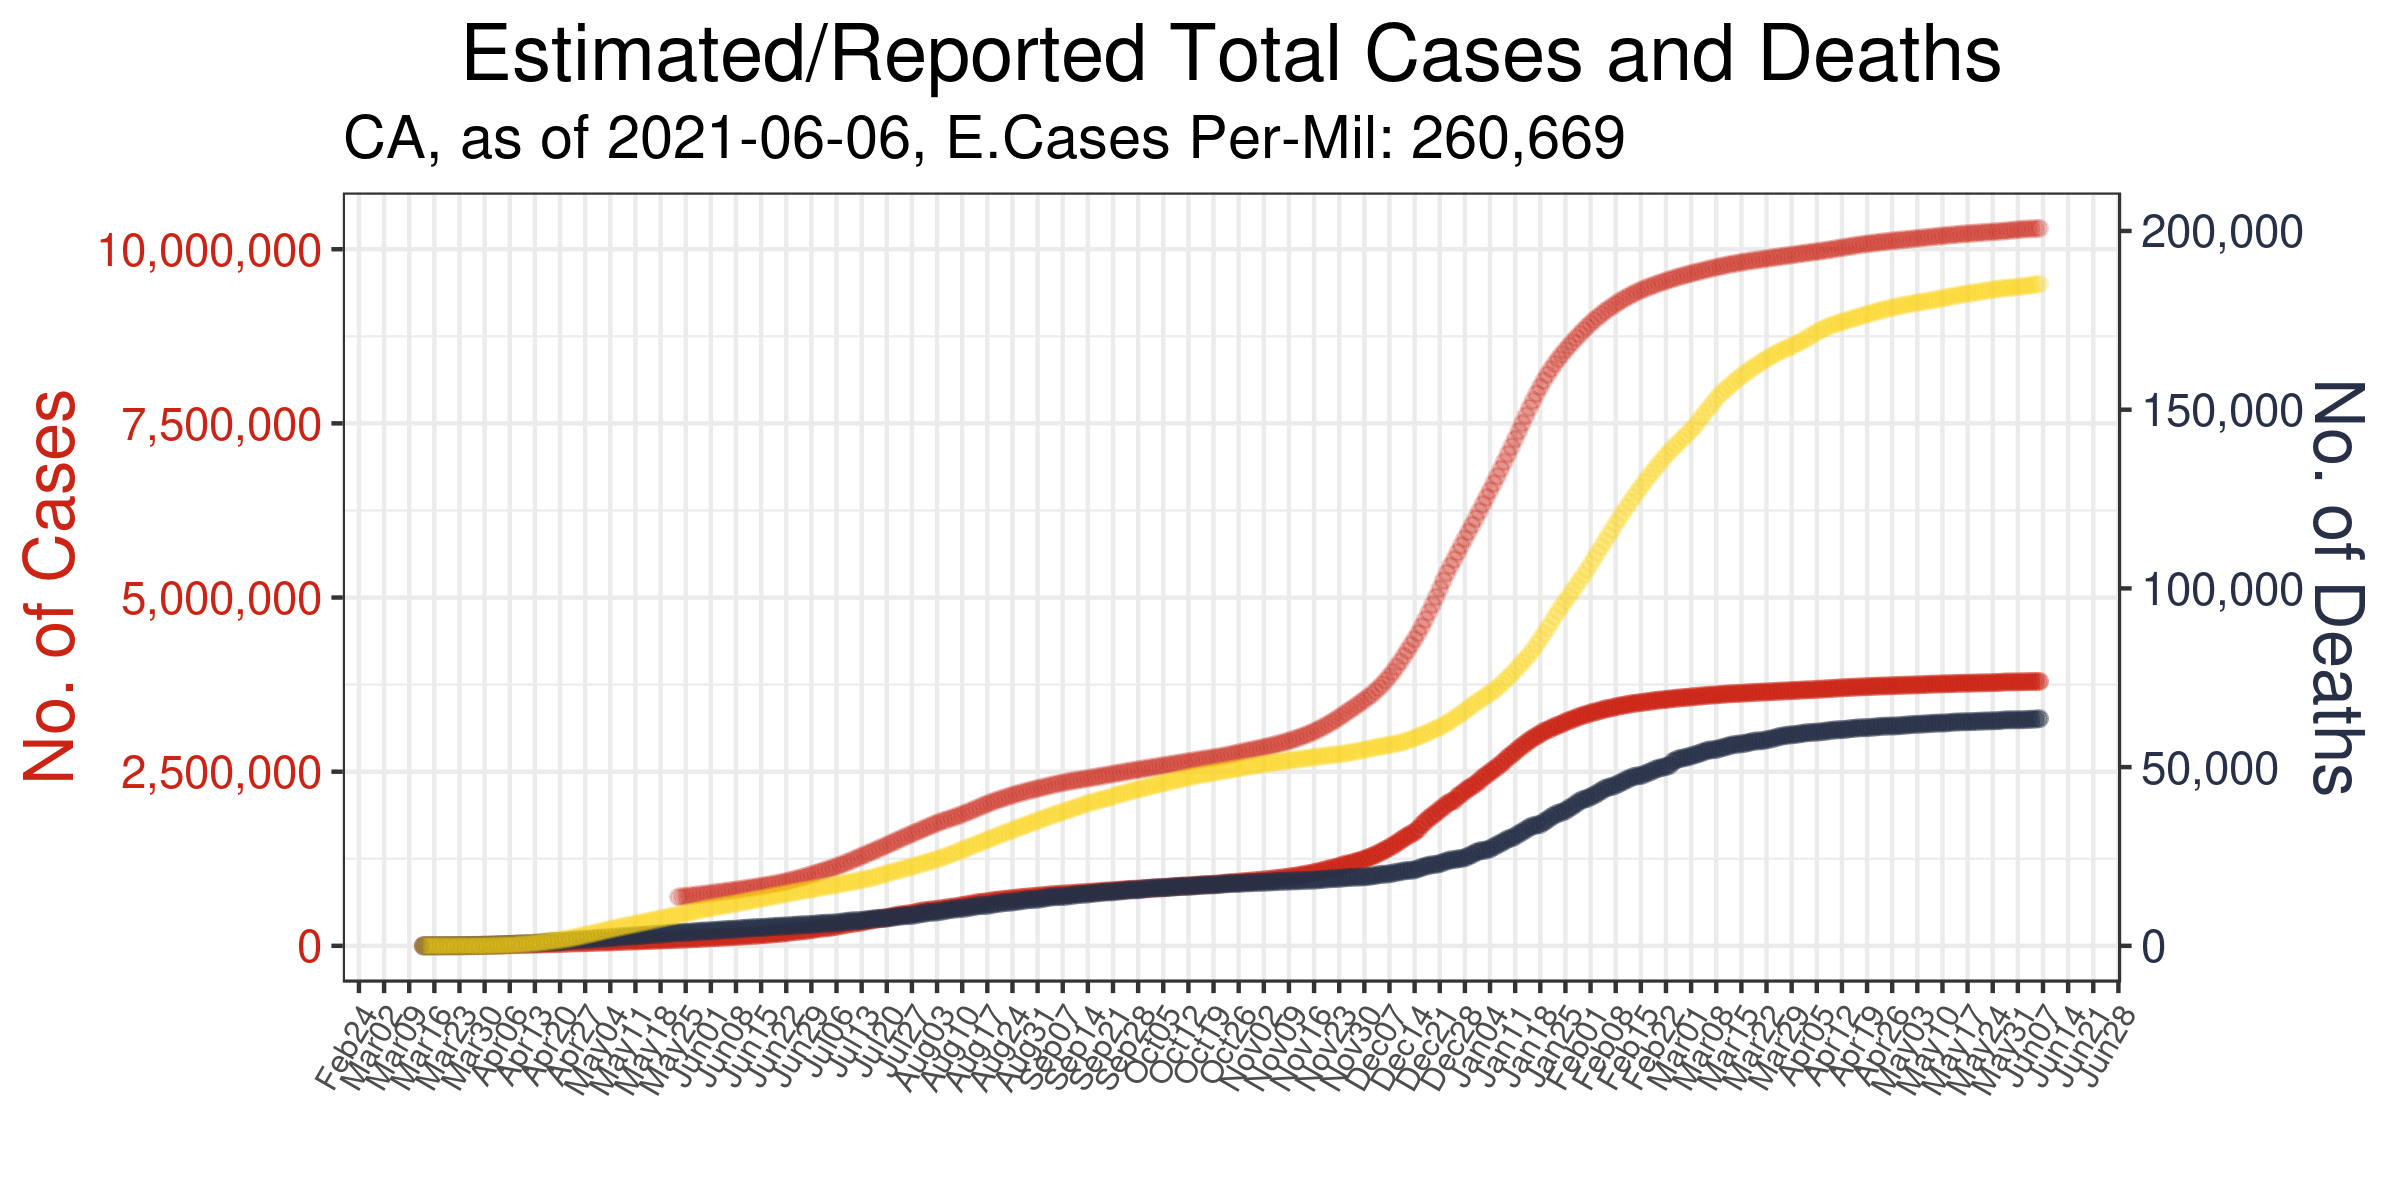 Estimated/Reported Total Cases and Deaths
CA, as of 2021-06-06, E.Cases Per-Mil: 260,669
No. of Cases
10,000,000
7,500,000
5,000,000
2,500,000
0
200,000
150,000
100,000
50,000
0
No. of Deaths
Feb24
Mar02
Mar09
Mar16
Mar23
Mar30
Apr06
Apr13
Apr20
Apr27
May04
May11
May18
May25
Jun01
Jun08
Jun15
Jun22
Jun29
Jul06
Jul13
Jul20
Jul27
Aug03
Aug10
Aug17
Aug24
Aug31
Sep07
Sep14
Sep21
Sep28
Oct05
Oct12
Oct19
Oct26
Nov02
Nov09
Nov16
Nov23
Nov30
Dec07
Dec14
Dec21
Dec28
Jan04
Jan11
Jan18
Jan25
Feb01
Feb08
Feb15
Feb22
Mar01
Mar08
Mar15
Mar22
Mar29
Apr05
Apr12
Apr19
Apr26
May03
May10
May17
May24
May31
Jun07
Jun14
Jun21
Jun28